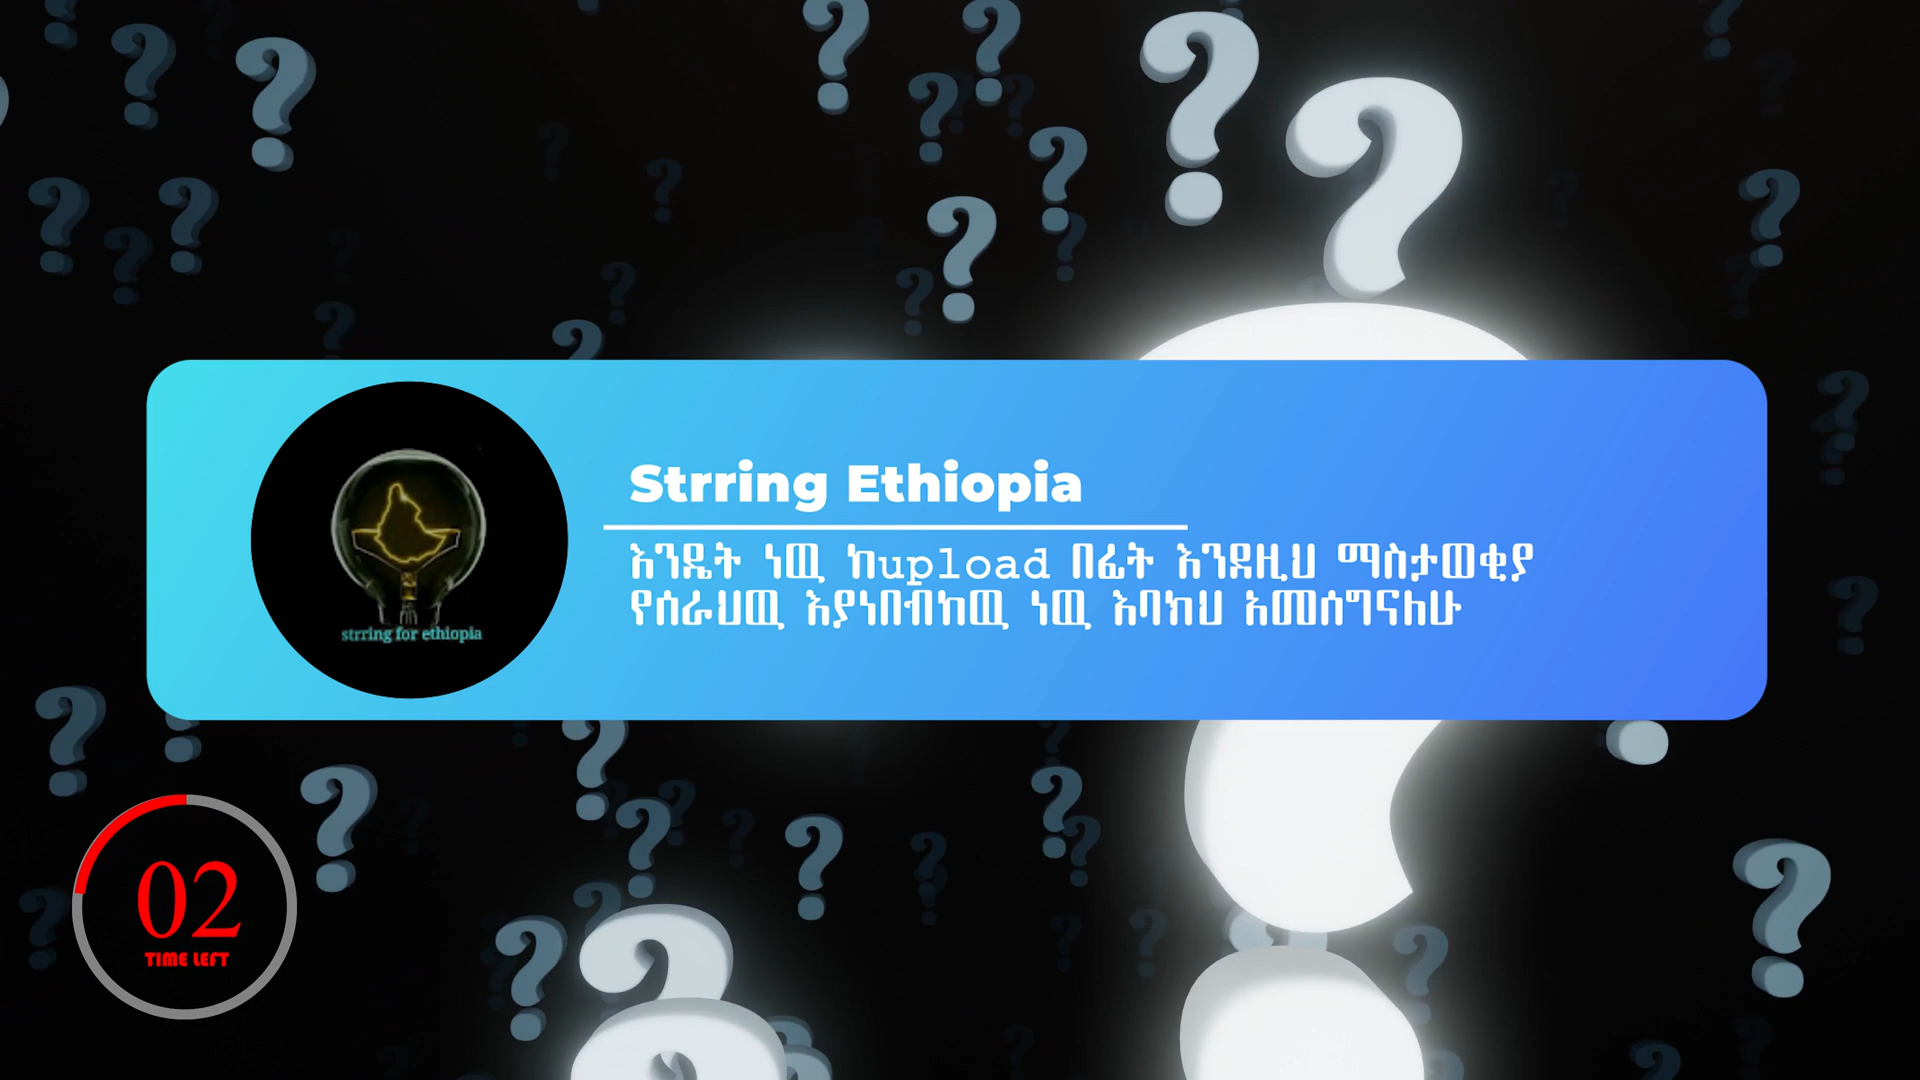 Strring Ethiopia
እንዴት ነዉ ከupload በፊት እንደዚህ ማስታወቂያ
የሰራህዉ እያነበብከዉ ነዉ እባክህ አመሰግናለሁ
strring for ethiopia
02
TIME LEFT